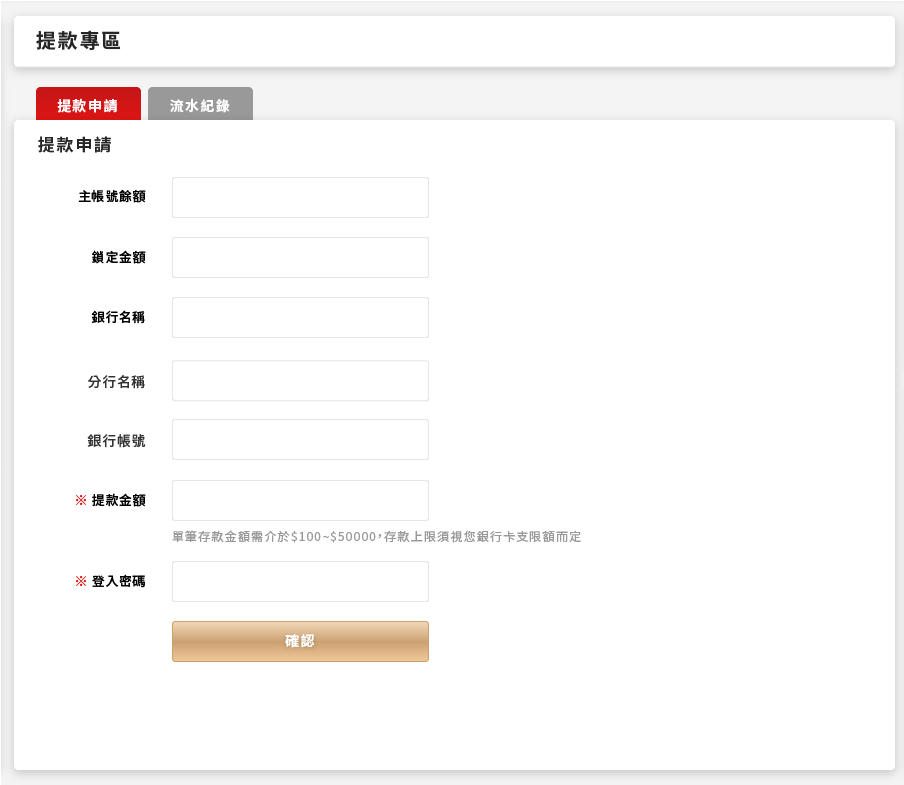 提款專區
提款申請 流水紀錄
提款申請
主帳號餘額
鎖定金額
銀行名稱
分行名稱
銀行帳號
※ 提款金額
單筆存款金額需介於$100~$50000,存款上限須視您銀行卡支限額而定
※ 登入密碼
確認